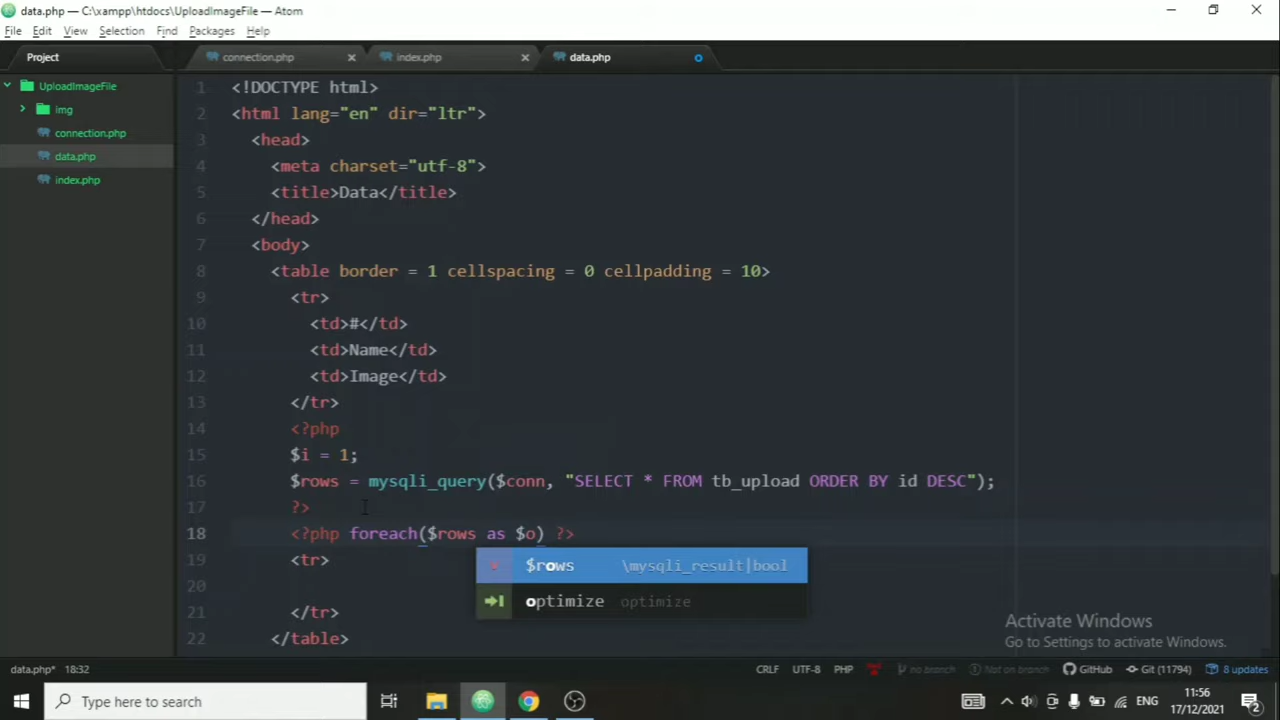 data.php — C:\xampp\htdocs\UploadImageFile — Atom
File Edit View Selection Find Packages Help
Project
connection.php
index.php
data.php
UploadImageFile
img
connection.php
data.php
index.php
1 <!DOCTYPE html>
2 <html lang="en" dir="ltr">
3 <head>
4 <meta charset="utf-8">
5 <title>Data</title>
6 </head>
7 <body>
8 <table border = 1 cellspacing = 0 cellpadding = 10>
9 <tr>
10 <td>#</td>
11 <td>Name</td>
12 <td>Image</td>
13 </tr>
14 <?php
15 $i = 1;
16 $rows = mysqli_query($conn, "SELECT * FROM tb_upload ORDER BY id DESC");
17 ?>
18 <?php foreach($rows as $o) ?>
$rows \mysqli_result|bool
optimize optimize
19 <tr>
20
21 </tr>
22 </table>
Activate Windows
Go to Settings to activate Windows.
data.php* 18:32
CRLF UTF-8 PHP no branch Not on branch GitHub Git (11794) 8 updates
Type here to search
ENG
11:56
17/12/2021
2